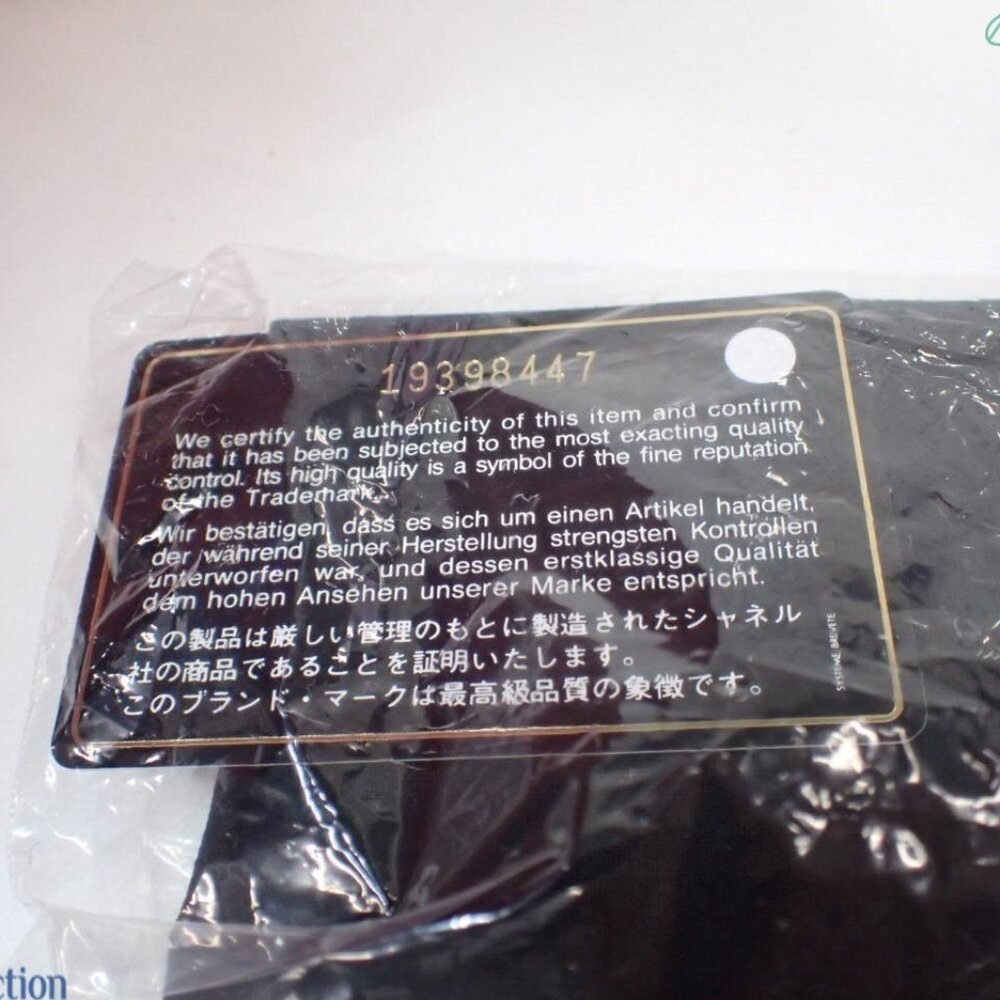 19398447
We certify the authenticity of this item and confirm
that it has been subjected to the most exacting quality
control. Its high quality is a symbol of the fine reputation
of the Trademark.
Wir bestätigen, dass es sich um einen Artikel handelt,
der während seiner Herstellung strengsten Kontrollen
unterworfen war, und dessen erstklassige Qualität
dem hohen Ansehen unserer Marke entspricht.
この製品は厳しい管理のもとに製造されたシャネル
社の商品であることを証明いたします。
このブランド・マークは最高級品質の象徴です。
SYSTEME BREVETE
ction